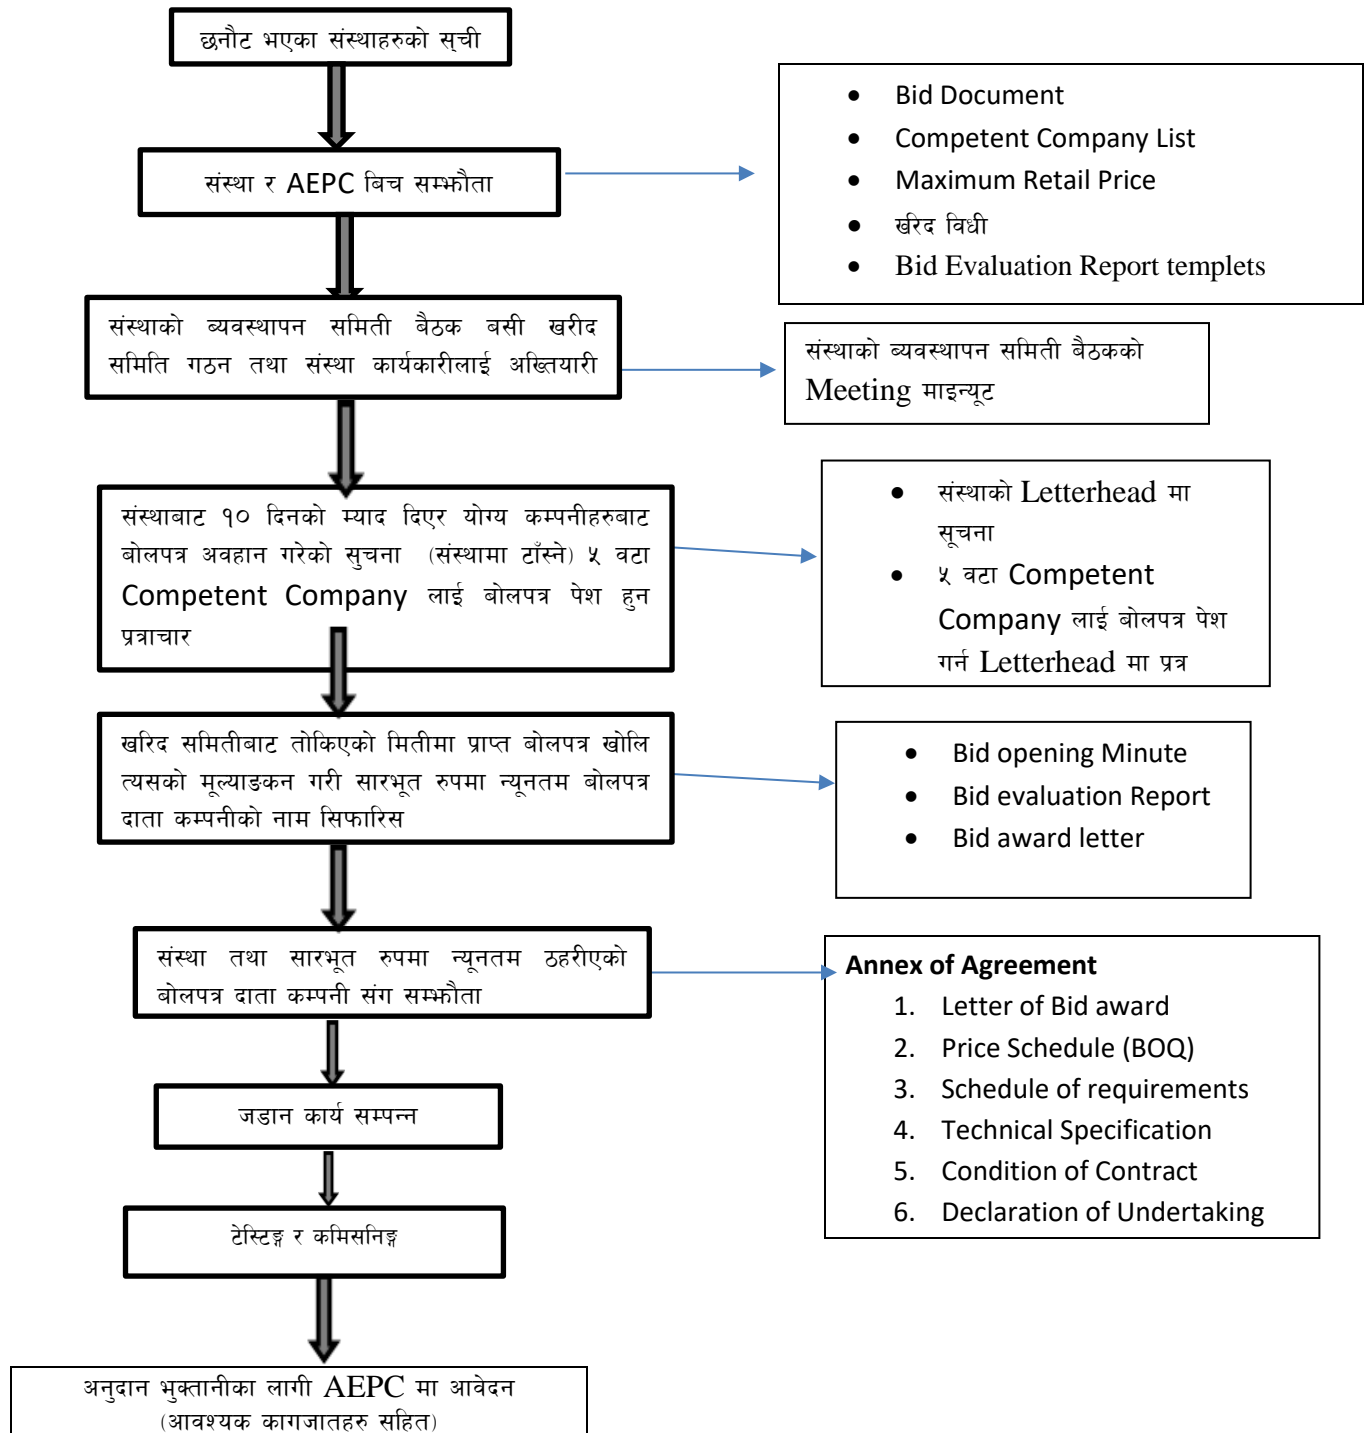 छनौट भएका संस्थाहरुको सुची
संस्था र AEPC बिच सम्झौता
• Bid Document
• Competent Company List
• Maximum Retail Price
• खरिद विधी
• Bid Evaluation Report templets
संस्थाको ब्यवस्थापन समिती बैठक बसी खरीद
समिति गठन तथा संस्था कार्यकारीलाई अख्तियारी
संस्थाको ब्यवस्थापन समिती बैठकको
Meeting माइन्यूट
संस्थाबाट १० दिनको म्याद दिएर योग्य कम्पनीहरुबाट
बोलपत्र अवहान गरेको सुचना (संस्थामा टाँस्ने) ५ वटा
Competent Company लाई बोलपत्र पेश हुन
प्रत्राचार
• संस्थाको Letterhead मा
सूचना
• ५ वटा Competent
Company लाई बोलपत्र पेश
गर्न Letterhead मा प्रत्र
खरिद समितीबाट तोकिएको मितीमा प्राप्त बोलपत्र खोलि
त्यसको मूल्याङकन गरी सारभूत रुपमा न्यूनतम बोलपत्र
दाता कम्पनीको नाम सिफारिस
• Bid opening Minute
• Bid evaluation Report
• Bid award letter
संस्था तथा सारभूत रुपमा न्यूनतम ठहरीएको
बोलपत्र दाता कम्पनी संग सम्झौता
Annex of Agreement
1. Letter of Bid award
2. Price Schedule (BOQ)
3. Schedule of requirements
4. Technical Specification
5. Condition of Contract
6. Declaration of Undertaking
जडान कार्य सम्पन्न
टेस्टिङ्ग र कमिसनिङ्ग
अनुदान भुक्तानीका लागी AEPC मा आवेदन
(आवश्यक कागजातहरु सहित)